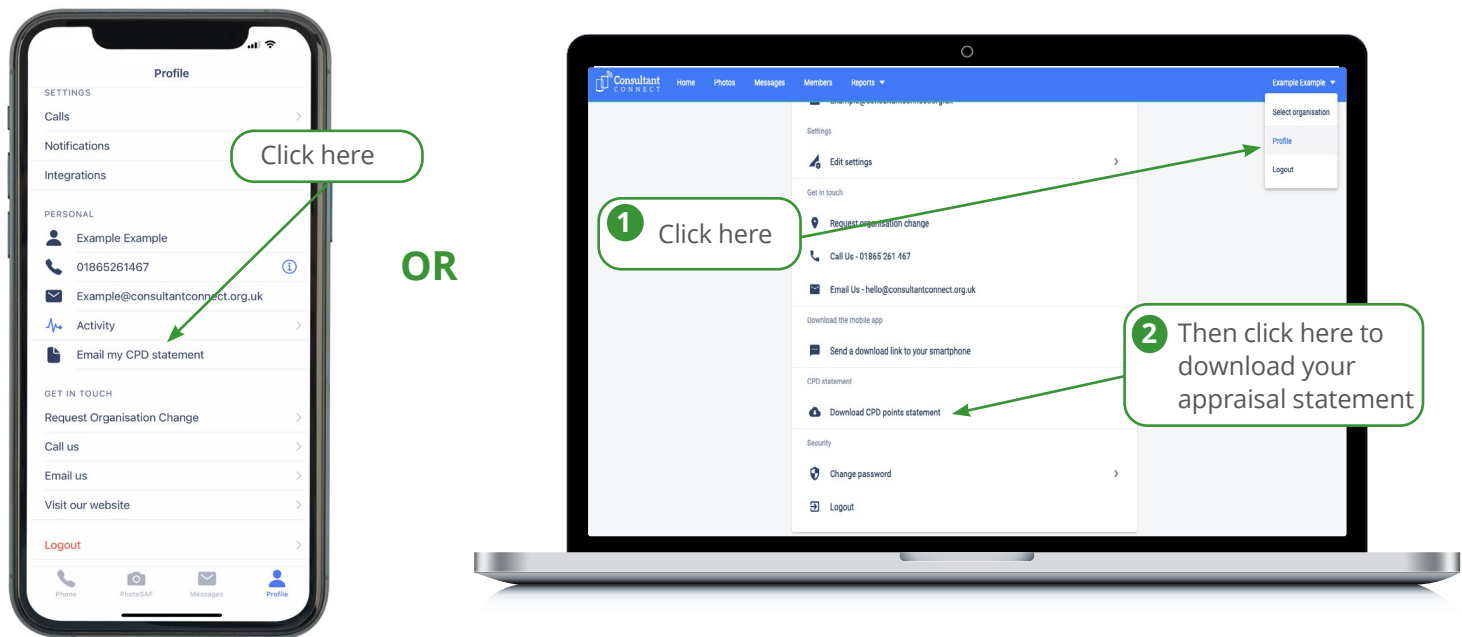 Profile
SETTINGS
Calls
Notifications
Integrations
Click here
PERSONAL
Example Example
01865261467
Example@consultantconnect.org.uk
Activity
Email my CPD statement
GET IN TOUCH
Request Organisation Change
Call us
Email us
Visit our website
Logout
Phone PhotoSAF Messages Profile
OR
Consultant
CONNECT
Home Photos Messages Members Reports Example Example
Select organisation
Profile
Logout
Example@consultantconnect.org.uk
Settings
Edit settings
Get in touch
Request organisation change
1 Click here
Call Us - 01865 261 467
Email Us - hello@consultantconnect.org.uk
Download the mobile app
Send a download link to your smartphone
CPD statement
Download CPD points statement
2 Then click here to
download your
appraisal statement
Security
Change password
Logout